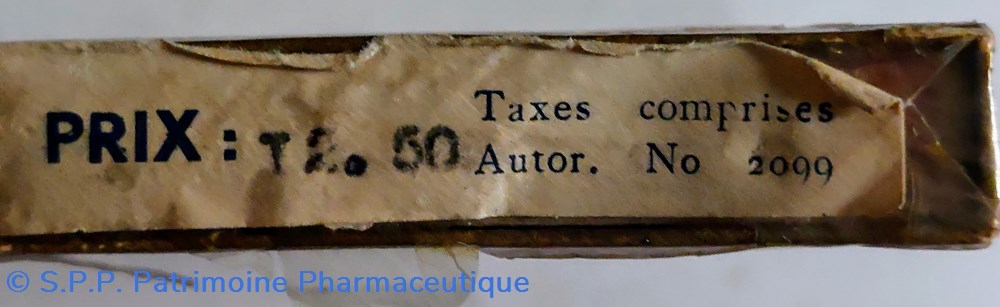 PRIX : 12. 50
Taxes comprises
Autor. No 2099
© S.P.P. Patrimoine Pharmaceutique